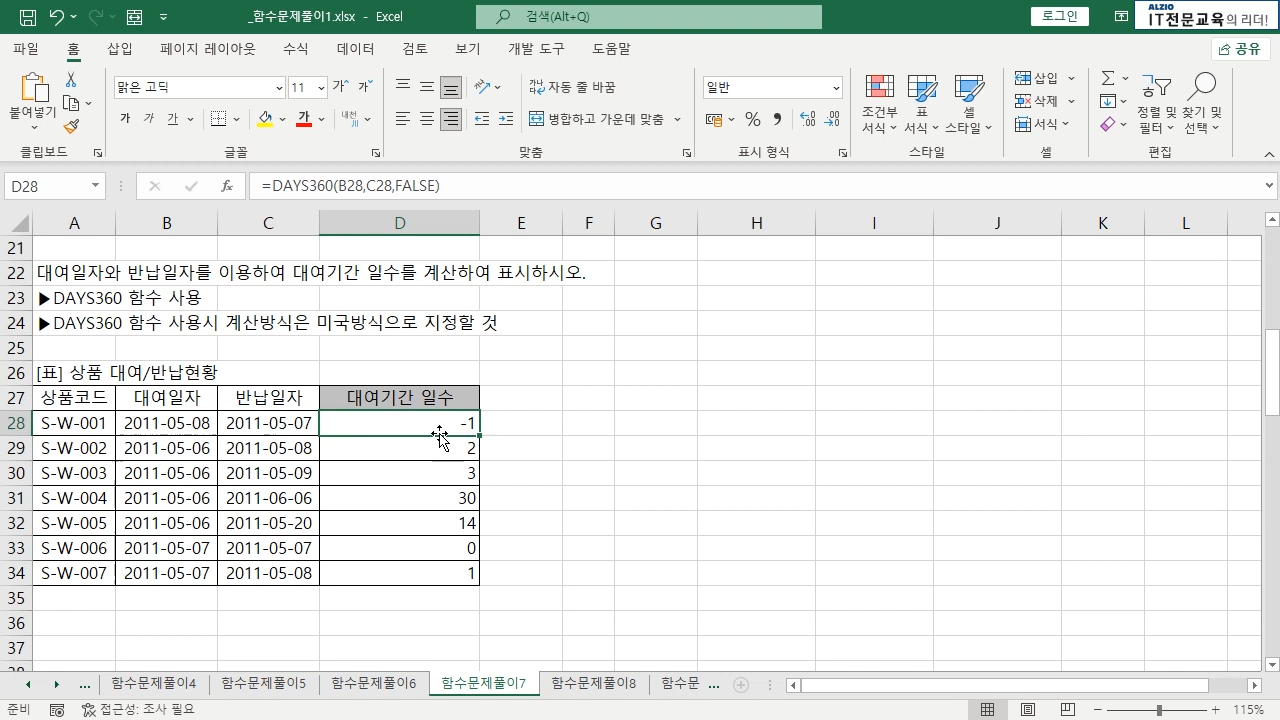 _함수문제풀이1.xlsx - Excel
검색(Alt+Q)
로그인
ALZIO
IT전문교육의 리더!
파일 홈 삽입 페이지 레이아웃 수식 데이터 검토 보기 개발 도구 도움말
공유
붙여넣기
클립보드
맑은 고딕 11 가 가
가 가 가 가 내천
글꼴
자동 줄 바꿈
병합하고 가운데 맞춤
맞춤
일반
표시 형식
조건부 서식
표 서식
셀 스타일
스타일
삽입
삭제
서식
셀
정렬 및 필터
찾기 및 선택
편집
D28 fx =DAYS360(B28,C28,FALSE)
A B C D E F G H I J K L
21
22 대여일자와 반납일자를 이용하여 대여기간 일수를 계산하여 표시하시오.
23 ▶DAYS360 함수 사용
24 ▶DAYS360 함수 사용시 계산방식은 미국방식으로 지정할 것
25
26 [표] 상품 대여/반납현황
27 상품코드 대여일자 반납일자 대여기간 일수
28 S-W-001 2011-05-08 2011-05-07 -1
29 S-W-002 2011-05-06 2011-05-08 2
30 S-W-003 2011-05-06 2011-05-09 3
31 S-W-004 2011-05-06 2011-06-06 30
32 S-W-005 2011-05-06 2011-05-20 14
33 S-W-006 2011-05-07 2011-05-07 0
34 S-W-007 2011-05-07 2011-05-08 1
35
36
37
... 함수문제풀이4 함수문제풀이5 함수문제풀이6 함수문제풀이7 함수문제풀이8 함수문 ...
준비 접근성: 조사 필요 115%